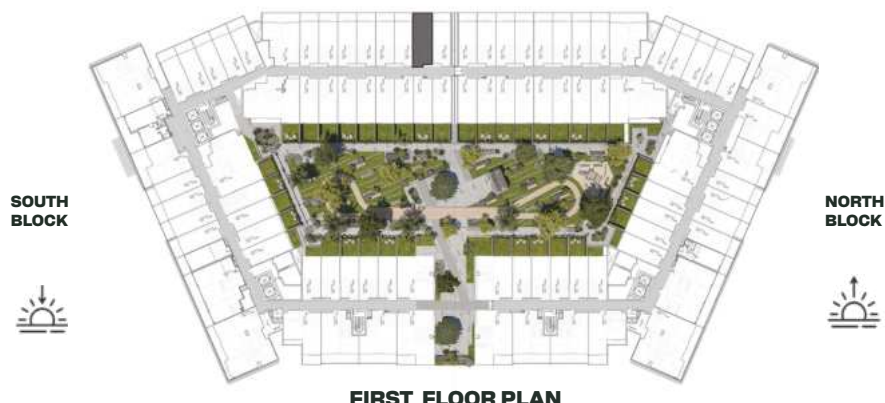 SOUTH
BLOCK
NORTH
BLOCK
FIRST FLOOR PLAN